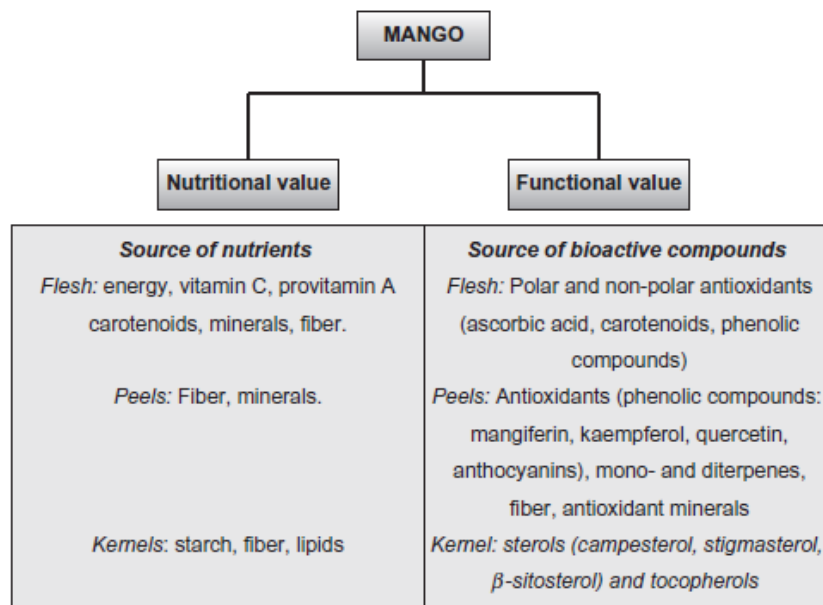 MANGO
Nutritional value
Functional value
Source of nutrients
Flesh: energy, vitamin C, provitamin A
carotenoids, minerals, fiber.
Peels: Fiber, minerals.
Kernels: starch, fiber, lipids
Source of bioactive compounds
Flesh: Polar and non-polar antioxidants
(ascorbic acid, carotenoids, phenolic
compounds)
Peels: Antioxidants (phenolic compounds:
mangiferin, kaempferol, quercetin,
anthocyanins), mono- and diterpenes,
fiber, antioxidant minerals
Kernel: sterols (campesterol, stigmasterol,
β-sitosterol) and tocopherols